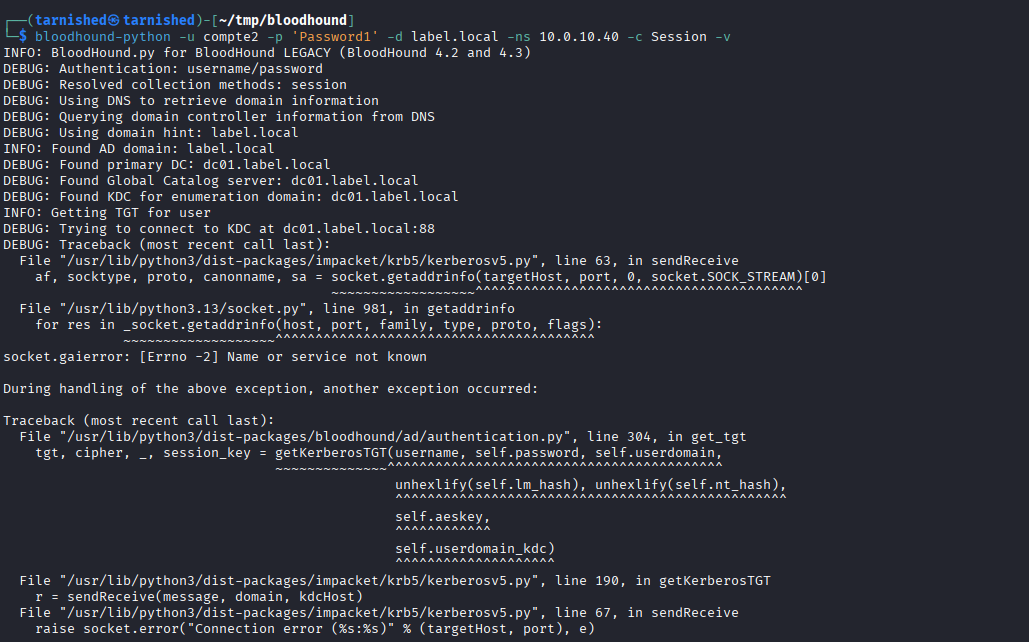 ┌──(tarnished㉿tarnished)-[~/tmp/bloodhound]
└─$ bloodhound-python -u compte2 -p 'Password1' -d label.local -ns 10.0.10.40 -c Session -v
INFO: BloodHound.py for BloodHound LEGACY (BloodHound 4.2 and 4.3)
DEBUG: Authentication: username/password
DEBUG: Resolved collection methods: session
DEBUG: Using DNS to retrieve domain information
DEBUG: Querying domain controller information from DNS
DEBUG: Using domain hint: label.local
INFO: Found AD domain: label.local
DEBUG: Found primary DC: dc01.label.local
DEBUG: Found Global Catalog server: dc01.label.local
DEBUG: Found KDC for enumeration domain: dc01.label.local
INFO: Getting TGT for user
DEBUG: Trying to connect to KDC at dc01.label.local:88
DEBUG: Traceback (most recent call last):
  File "/usr/lib/python3/dist-packages/impacket/krb5/kerberosv5.py", line 63, in sendReceive
    af, socktype, proto, canonname, sa = socket.getaddrinfo(targetHost, port, 0, socket.SOCK_STREAM)[0]
                                         ~~~~~~~~~~~~~~~~~~^^^^^^^^^^^^^^^^^^^^^^^^^^^^^^^^^^^^^^^^
  File "/usr/lib/python3.13/socket.py", line 981, in getaddrinfo
    for res in _socket.getaddrinfo(host, port, family, type, proto, flags):
               ~~~~~~~~~~~~~~~~~~~^^^^^^^^^^^^^^^^^^^^^^^^^^^^^^^^^^^^^^^^
socket.gaierror: [Errno -2] Name or service not known

During handling of the above exception, another exception occurred:

Traceback (most recent call last):
  File "/usr/lib/python3/dist-packages/bloodhound/ad/authentication.py", line 304, in get_tgt
    tgt, cipher, _, session_key = getKerberosTGT(username, self.password, self.userdomain,
                                  ~~~~~~~~~~~~~~^^^^^^^^^^^^^^^^^^^^^^^^^^^^^^^^^^^^^^^^^^
                                                 unhexlify(self.lm_hash), unhexlify(self.nt_hash),
                                                 ^^^^^^^^^^^^^^^^^^^^^^^^^^^^^^^^^^^^^^^^^^^^^^^^^
                                                 self.aeskey,
                                                 ^^^^^^^^^^^^
                                                 self.userdomain_kdc)
                                                 ^^^^^^^^^^^^^^^^^^^^
  File "/usr/lib/python3/dist-packages/impacket/krb5/kerberosv5.py", line 190, in getKerberosTGT
    r = sendReceive(message, domain, kdcHost)
  File "/usr/lib/python3/dist-packages/impacket/krb5/kerberosv5.py", line 67, in sendReceive
    raise socket.error("Connection error (%s:%s)" % (targetHost, port), e)